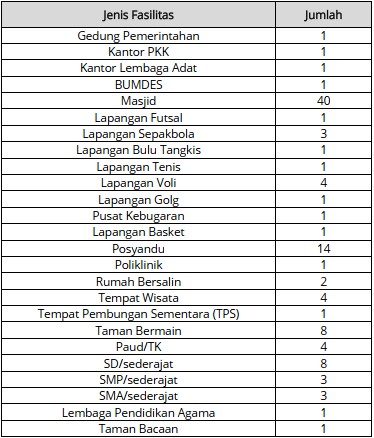 Jenis Fasilitas Jumlah
Gedung Pemerintahan 1
Kantor PKK 1
Kantor Lembaga Adat 1
BUMDES 1
Masjid 40
Lapangan Futsal 1
Lapangan Sepakbola 3
Lapangan Bulu Tangkis 1
Lapangan Tenis 1
Lapangan Voli 4
Lapangan Golg 1
Pusat Kebugaran 1
Lapangan Basket 1
Posyandu 14
Poliklinik 1
Rumah Bersalin 2
Tempat Wisata 4
Tempat Pembungan Sementara (TPS) 1
Taman Bermain 8
Paud/TK 4
SD/sederajat 8
SMP/sederajat 3
SMA/sederajat 3
Lembaga Pendidikan Agama 1
Taman Bacaan 1